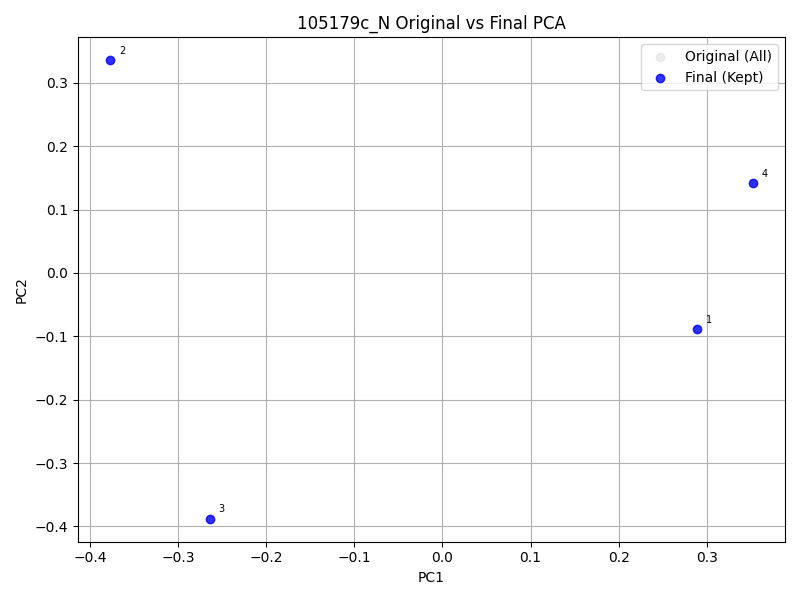 105179c_N Original vs Final PCA
Original (All)
Final (Kept)
2
4
1
3
PC2
0.3
0.2
0.1
0.0
−0.1
−0.2
−0.3
−0.4
−0.4 −0.3 −0.2 −0.1 0.0 0.1 0.2 0.3
PC1